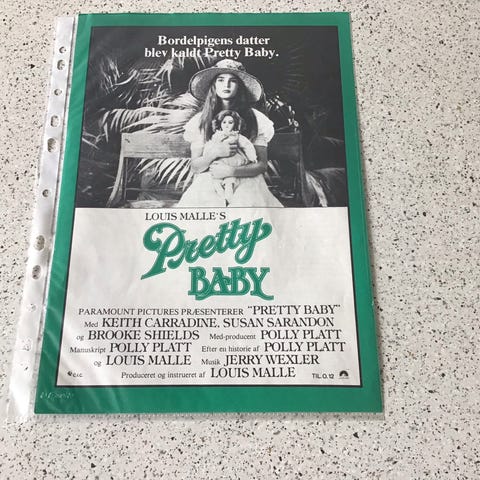 Bordelpigens datter
blev kaldt Pretty Baby.
LOUIS MALLE'S
Pretty
BABY
PARAMOUNT PICTURES PRÆSENTERER "PRETTY BABY"
Med KEITH CARRADINE, SUSAN SARANDON
og BROOKE SHIELDS Med-producent POLLY PLATT
Manuskript POLLY PLATT Efter en historie af POLLY PLATT
og LOUIS MALLE Musik JERRY WEXLER
Produceret og instrueret af LOUIS MALLE
TIL.O.12